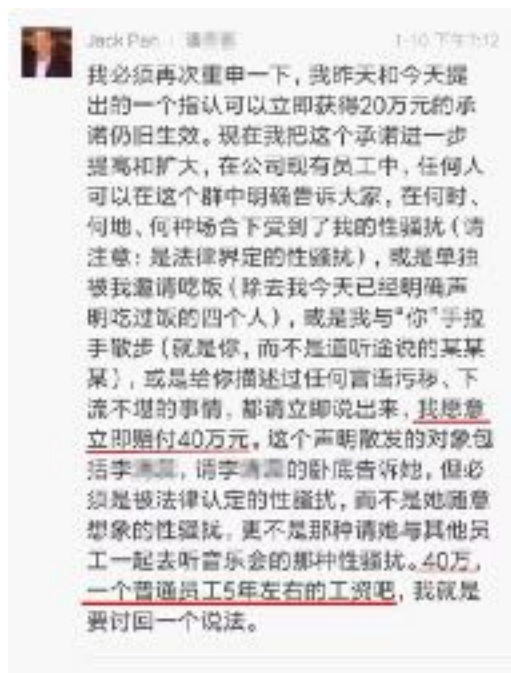 Jack Pan
1-10 下午1:12
我必须再次重申一下，我昨天和今天提
出的一个指认可以立即获得20万元的承
诺仍旧生效。现在我把这个承诺进一步
提高和扩大，在公司现有员工中，任何人
可以在这个群中明确告诉大家，在何时、
何地、何种场合下受到了我的性骚扰（请
注意：是法律界定的性骚扰），或是单独
被我邀请吃饭（除去我今天已经明确声
明吃过饭的四个人），或是我与“你”手拉
手散步（就是你，而不是道听途说的某某
某），或是给你描述过任何言语污秽、下
流不堪的事情，都请立即说出来，我愿意
立即赔付40万元。这个声明散发的对象包
括李，请李的卧底告诉她，但必
须是被法律认定的性骚扰，而不是她随意
想象的性骚扰，更不是那种请她与其他员
工一起去听音乐会的那种性骚扰。40万，
一个普通员工5年左右的工资吧，我就是
要讨回一个说法。